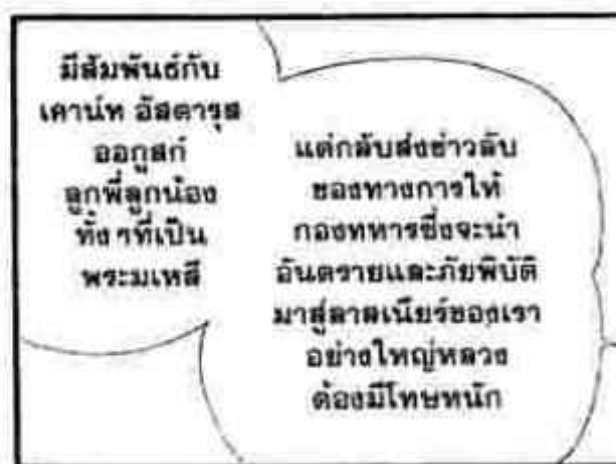 มีสัมพันธ์กับ
เคาน์ท อัสตารุส
ออกูสก์
ลูกพี่ลูกน้อง
ทั้งๆที่เป็น
พระมเหสี
แต่กลับส่งข่าวลับ
ของทางการให้
กองทหารซึ่งจะนำ
อันตรายและภัยพิบัติ
มาสู่ลาสเนียร์ของเรา
อย่างใหญ่หลวง
ต้องมีโทษหนัก